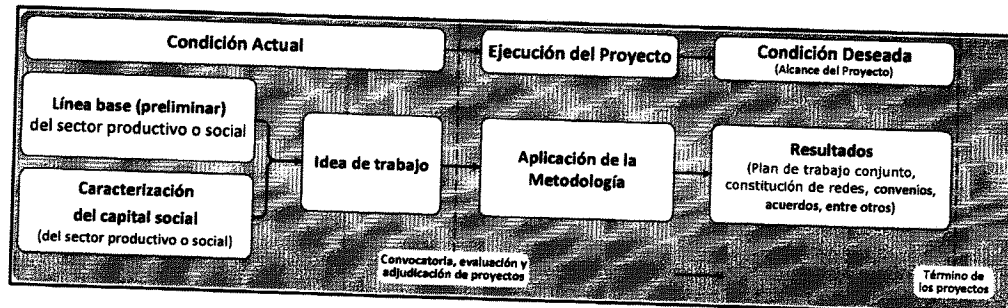 Condición Actual
Ejecución del Proyecto
Condición Deseada
(Alcance del Proyecto)
Línea base (preliminar)
del sector productivo o social
Caracterización
del capital social
(del sector productivo o social)
Idea de trabajo
Aplicación de la
Metodología
Resultados
(Plan de trabajo conjunto,
constitución de redes, convenios,
acuerdos, entre otros)
Convocatoria, evaluación y
adjudicación de proyectos
Término de
los proyectos